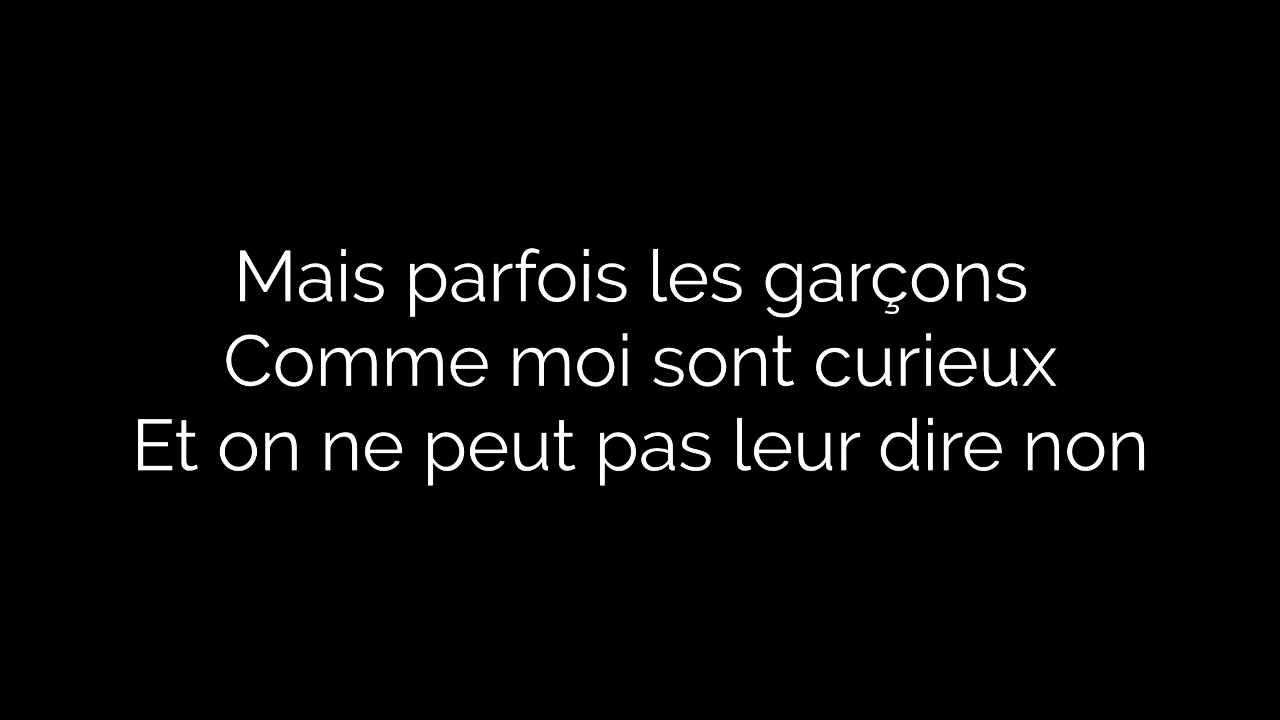 Mais parfois les garçons
Comme moi sont curieux
Et on ne peut pas leur dire non